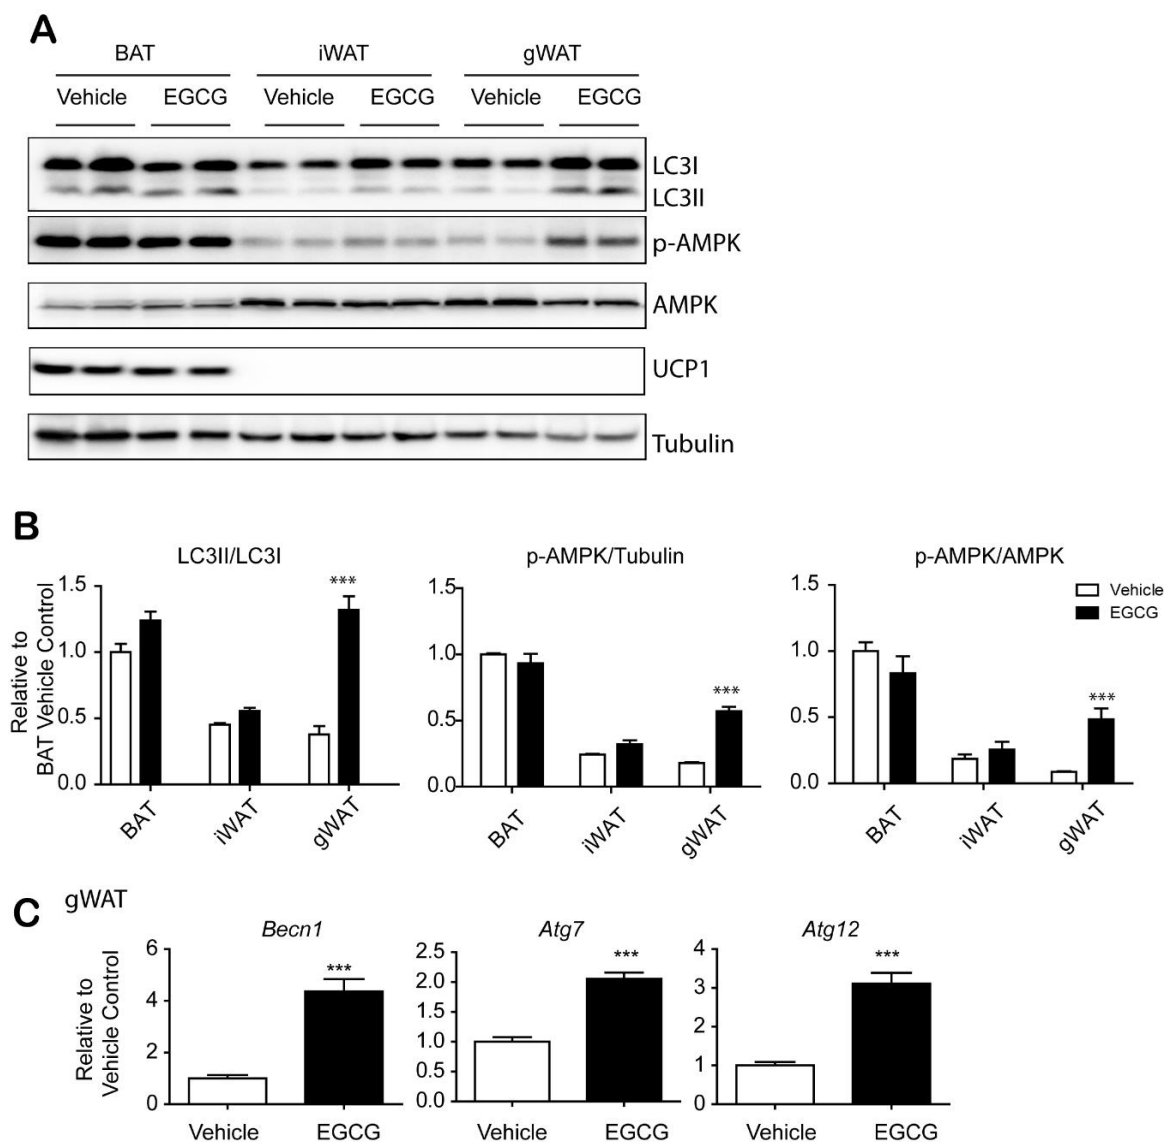 A
BAT iWAT gWAT
Vehicle EGCG Vehicle EGCG Vehicle EGCG
LC3I
LC3II
p-AMPK
AMPK
UCP1
Tubulin
B
LC3II/LC3I p-AMPK/Tubulin p-AMPK/AMPK
Relative to
BAT Vehicle Control
1.5
1.0
0.5
0.0
***
BAT iWAT gWAT
1.5
1.0
0.5
0.0
***
BAT iWAT gWAT
1.5
1.0
0.5
0.0
***
BAT iWAT gWAT
Vehicle
EGCG
C gWAT
Becn1 Atg7 Atg12
Relative to
Vehicle Control
6
4
2
0
***
Vehicle EGCG
2.5
2.0
1.5
1.0
0.5
0.0
***
Vehicle EGCG
4
3
2
1
0
***
Vehicle EGCG